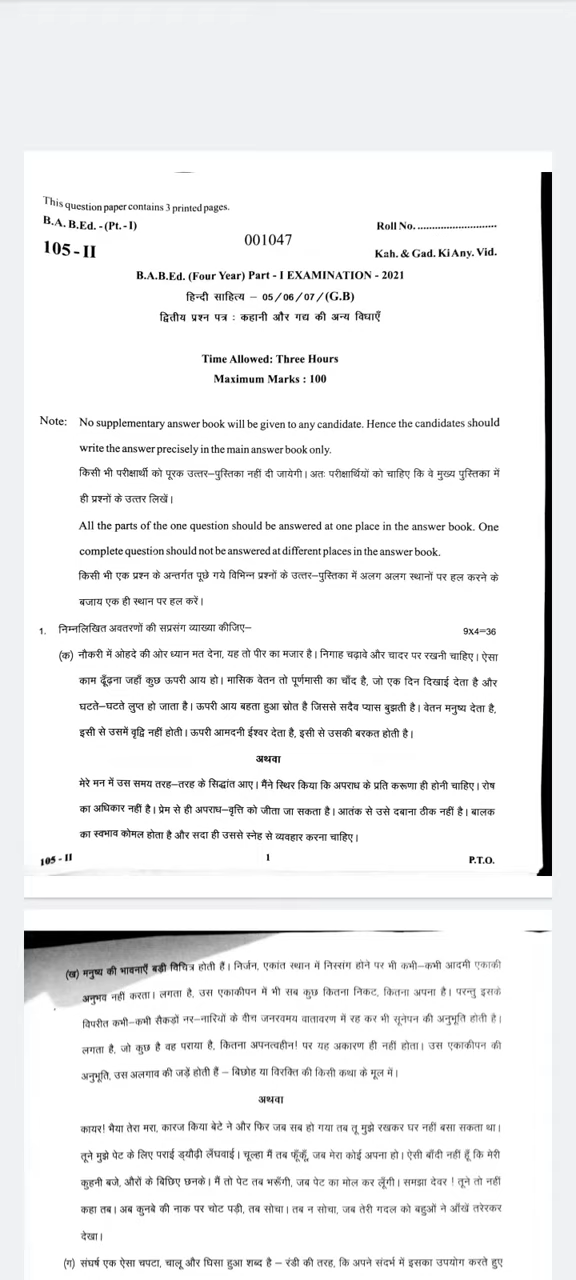 This question paper contains 3 printed pages.
B.A. B.Ed. - (Pt. - I)
Roll No. ............................
105 - II
001047
Kah. & Gad. Ki Any. Vid.
B.A.B.Ed. (Four Year) Part - I EXAMINATION - 2021
हिन्दी साहित्य – 05/06/07/(G.B)
द्वितीय प्रश्न पत्र : कहानी और गद्य की अन्य विधाएँ
Time Allowed: Three Hours
Maximum Marks : 100
Note: No supplementary answer book will be given to any candidate. Hence the candidates should
write the answer precisely in the main answer book only.
किसी भी परीक्षार्थी को पूरक उत्तर–पुस्तिका नहीं दी जायेगी। अतः परीक्षार्थियों को चाहिए कि वे मुख्य पुस्तिका में
ही प्रश्नों के उत्तर लिखें।
All the parts of the one question should be answered at one place in the answer book. One
complete question should not be answered at different places in the answer book.
किसी भी एक प्रश्न के अन्तर्गत पूछे गये विभिन्न प्रश्नों के उत्तर–पुस्तिका में अलग अलग स्थानों पर हल करने के
बजाय एक ही स्थान पर हल करें।
1. निम्नलिखित अवतरणों की सप्रसंग व्याख्या कीजिए–
9x4=36
(क) नौकरी में ओहदे की ओर ध्यान मत देना, यह तो पीर का मजार है। निगाह चढ़ावे और चादर पर रखनी चाहिए। ऐसा
काम ढूँढ़ना जहाँ कुछ ऊपरी आय हो। मासिक वेतन तो पूर्णमासी का चाँद है, जो एक दिन दिखाई देता है और
घटते–घटते लुप्त हो जाता है। ऊपरी आय बहता हुआ स्रोत है जिससे सदैव प्यास बुझती है। वेतन मनुष्य देता है,
इसी से उसमें वृद्धि नहीं होती। ऊपरी आमदनी ईश्वर देता है, इसी से उसकी बरकत होती है।
अथवा
मेरे मन में उस समय तरह–तरह के सिद्धांत आए। मैंने स्थिर किया कि अपराध के प्रति करूणा ही होनी चाहिए। रोष
का अधिकार नहीं है। प्रेम से ही अपराध–वृत्ति को जीता जा सकता है। आतंक से उसे दबाना ठीक नहीं है। बालक
का स्वभाव कोमल होता है और सदा ही उससे स्नेह से व्यवहार करना चाहिए।
105 - II
1
P.T.O.
(ख) मनुष्य की भावनाएँ बड़ी विचित्र होती हैं। निर्जन, एकांत स्थान में निस्संग होने पर भी कभी–कभी आदमी एकाकी
अनुभव नहीं करता। लगता है, उस एकाकीपन में भी सब कुछ कितना निकट, कितना अपना है। परन्तु इसके
विपरीत कभी–कभी सैकड़ों नर–नारियों के बीच जनरवमय वातावरण में रह कर भी सूनेपन की अनुभूति होती है।
लगता है, जो कुछ है वह पराया है, कितना अपनत्वहीन! पर यह अकारण ही नहीं होता। उस एकाकीपन की
अनुभूति, उस अलगाव की जड़ें होती हैं – बिछोह या विरक्ति की किसी कथा के मूल में।
अथवा
कायर! भैया तेरा मरा, कारज किया बेटे ने और फिर जब सब हो गया तब तू मुझे रखकर घर नहीं बसा सकता था।
तूने मुझे पेट के लिए पराई ड्यौढ़ी लँघवाई। चूल्हा मैं तब फूँकूँ, जब मेरा कोई अपना हो। ऐसी बाँदी नहीं हूँ कि मेरी
कुहनी बजे, औरों के बिछिए छनके। मैं तो पेट तब भरूँगी, जब पेट का मोल कर लूँगी। समझा देवर ! तूने तो नहीं
कहा तब। अब कुनबे की नाक पर चोट पड़ी, तब सोचा। तब न सोचा, जब तेरी गदल को बहुओं ने आँखें तरेरकर
देखा।
(ग) संघर्ष एक ऐसा चपटा, चालू और घिसा हुआ शब्द है – रंडी की तरह, कि अपने संदर्भ में इसका उपयोग करते हुए